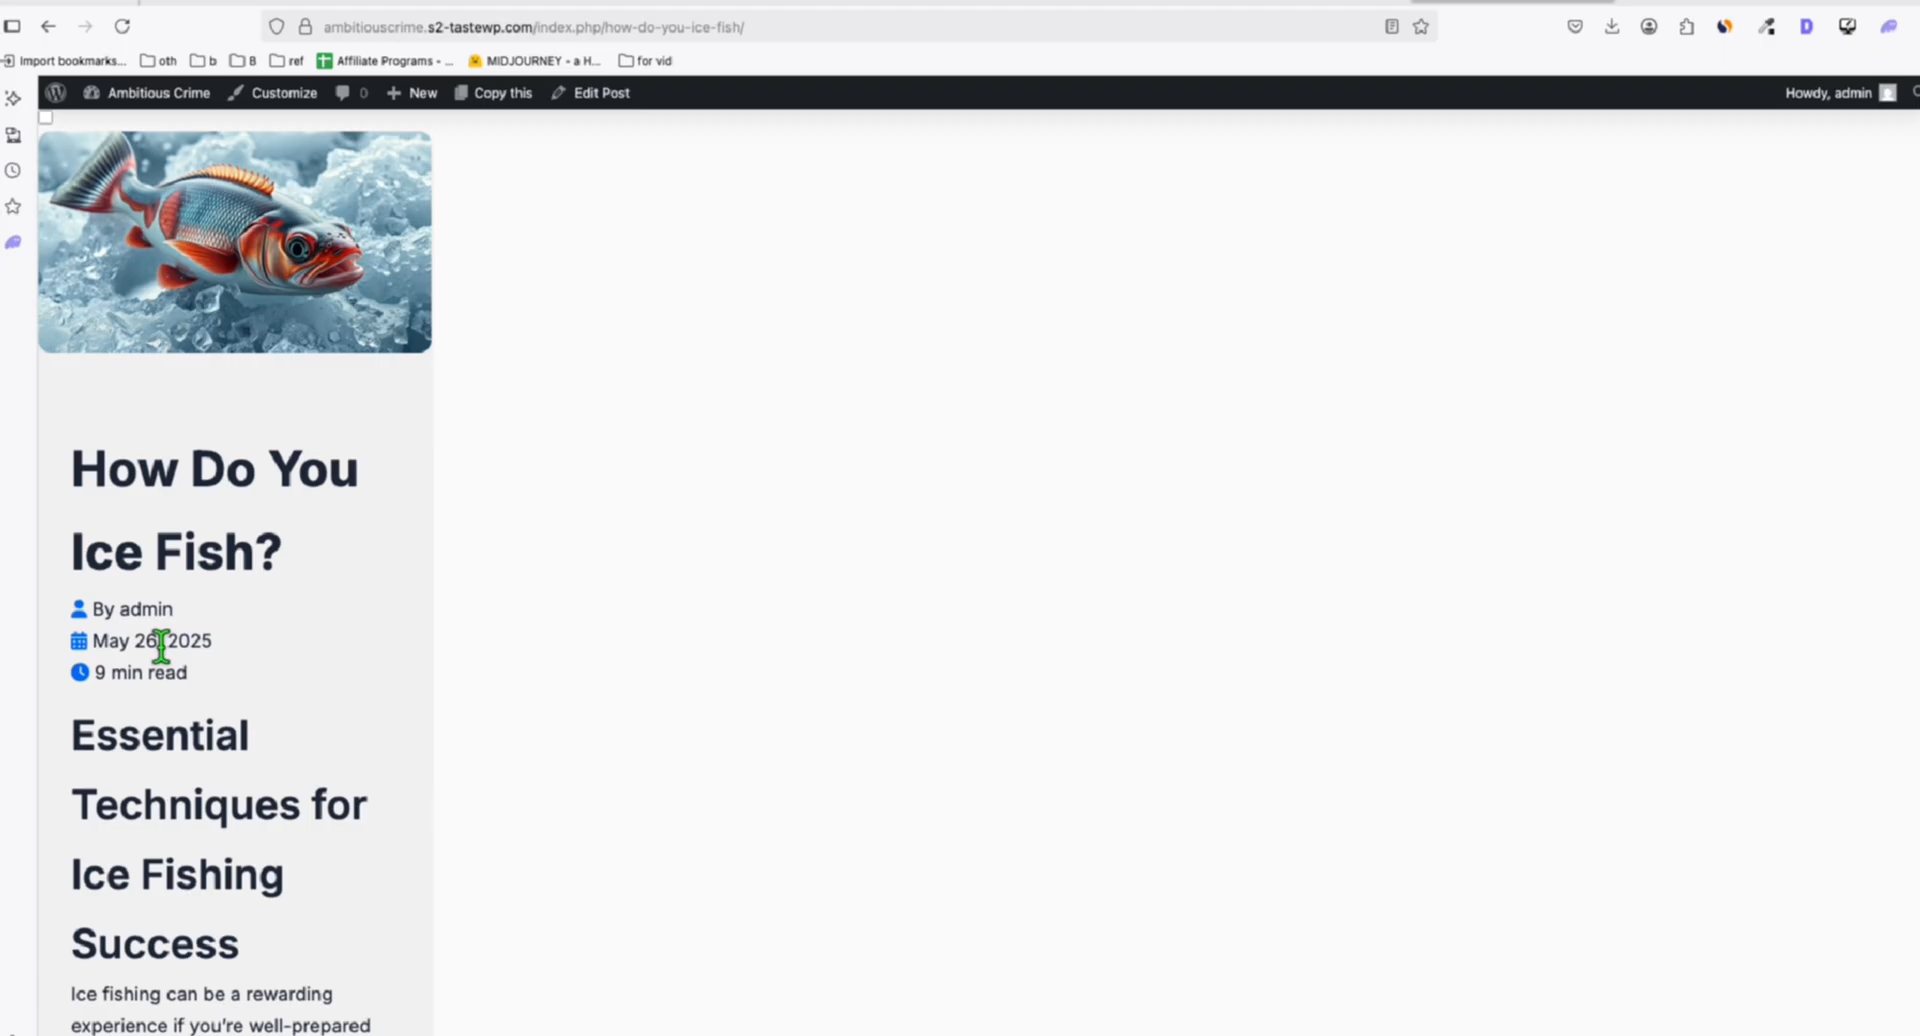 ambitiouscrime.s2-tastewp.com/index.php/how-do-you-ice-fish/
Import bookmarks... oth b B ref Affiliate Programs - ... MIDJOURNEY - a H... for vid
Ambitious Crime Customize 0 New Copy this Edit Post Howdy, admin
How Do You
Ice Fish?
By admin
May 26, 2025
9 min read
Essential
Techniques for
Ice Fishing
Success
Ice fishing can be a rewarding
experience if you're well-prepared